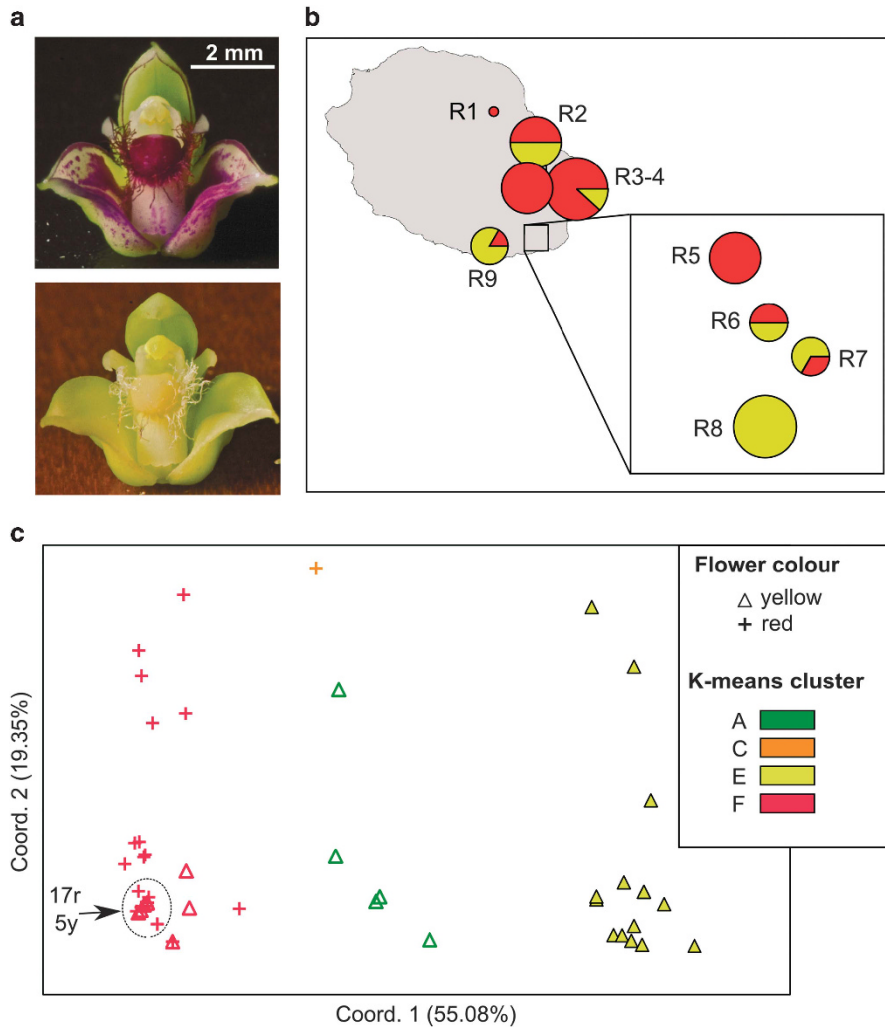 a
2 mm
b
R1
R2
R3-4
R5
R6
R7
R8
R9
c
Flower colour
yellow
red
K-means cluster
A
C
E
F
17r
5y
Coord. 2 (19.35%)
Coord. 1 (55.08%)